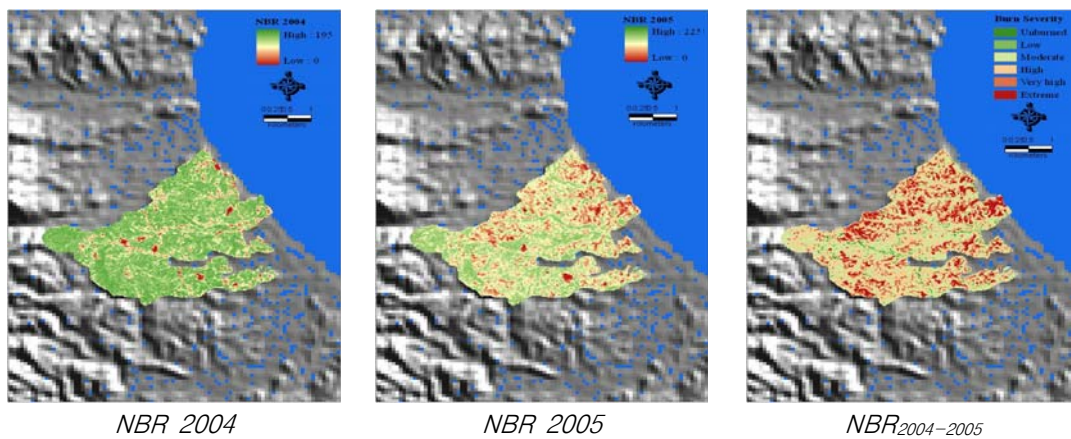 NBR 2004
High : 195
Low : 0
NBR 2005
High : 225
Low : 0
Burn Severity
Unburned
Low
Moderate
High
Very high
Extreme
NBR 2004
NBR 2005
NBR2004-2005